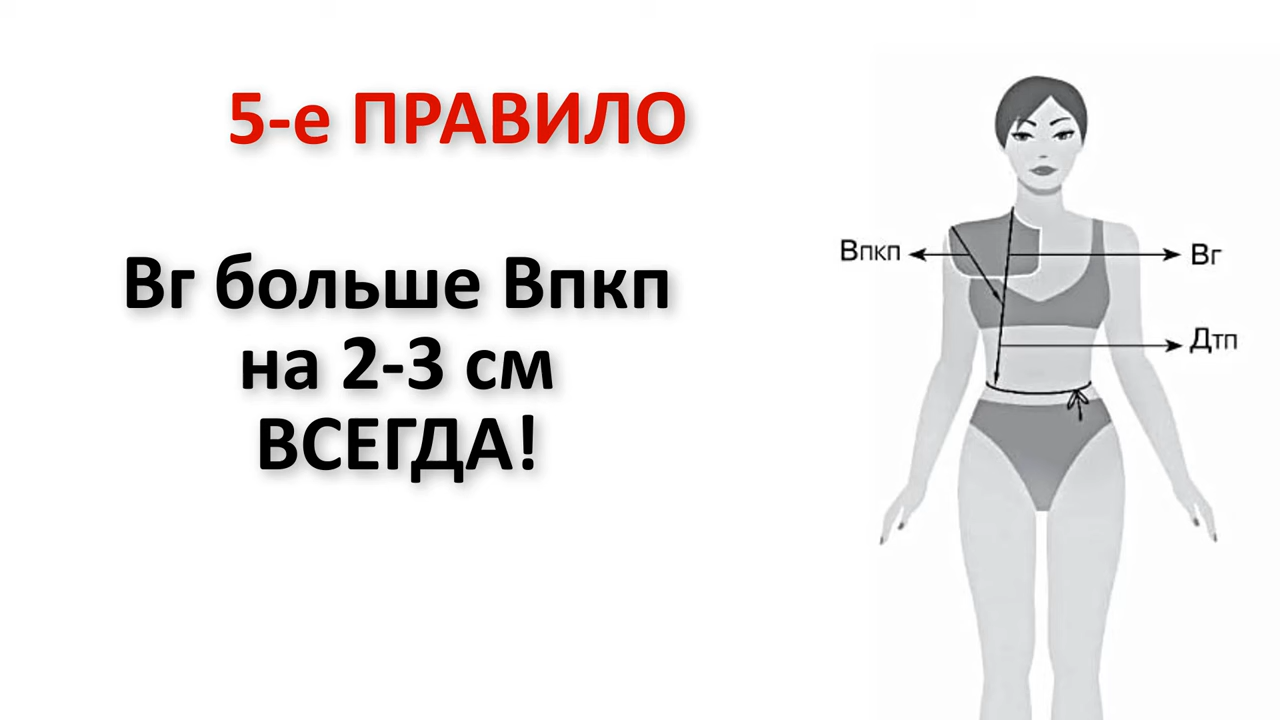 5-е ПРАВИЛО
Вг больше Впкп
на 2-3 см
ВСЕГДА!
Впкп
Вг
Дтп